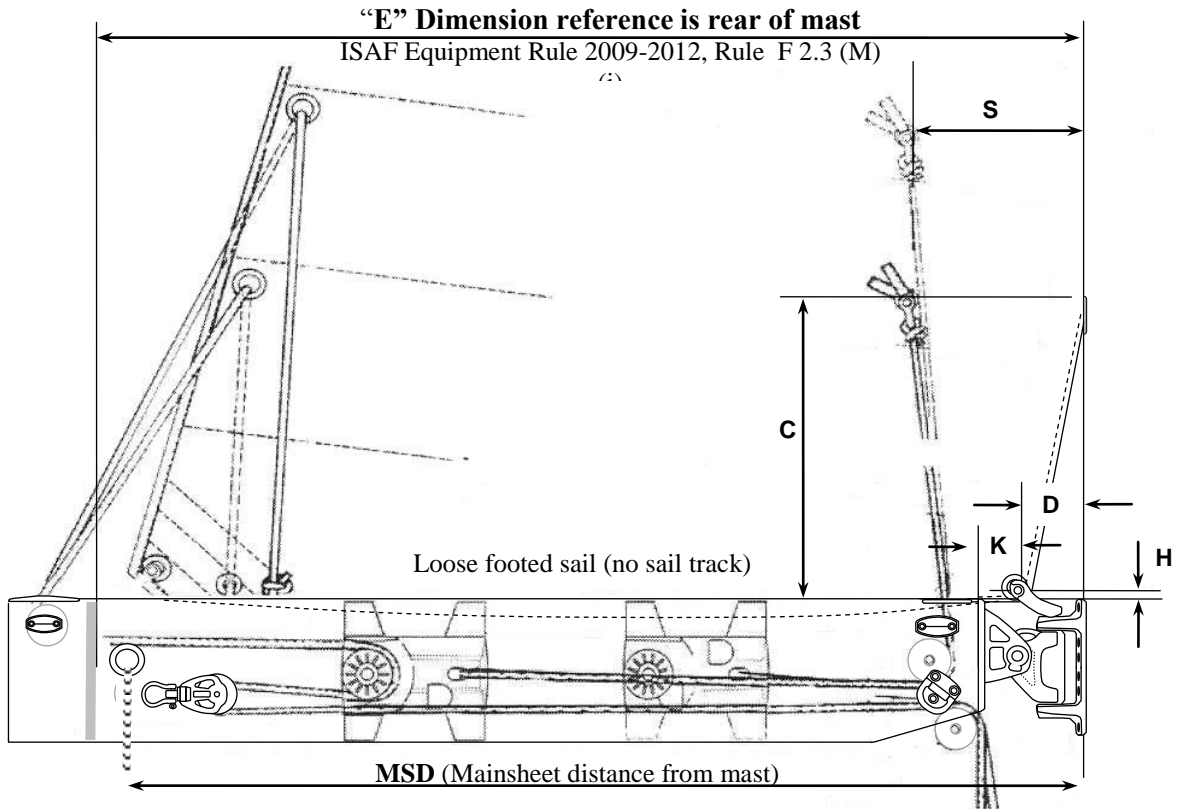 “E” Dimension reference is rear of mast
ISAF Equipment Rule 2009-2012, Rule F 2.3 (M)
(i)
S
C
D
K
H
Loose footed sail (no sail track)
MSD (Mainsheet distance from mast)